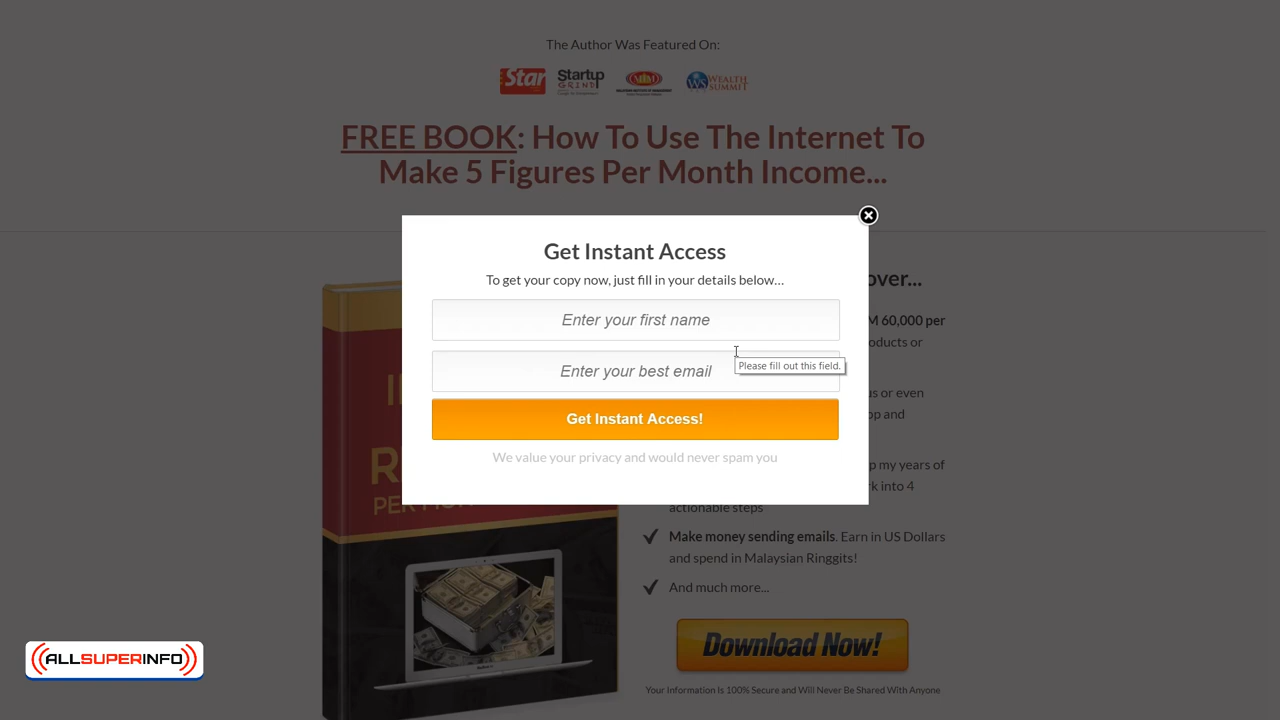 The Author Was Featured On:
Star
Startup
GRIND
MIM
WS WEALTH
SUMMIT
FREE BOOK: How To Use The Internet To
Make 5 Figures Per Month Income...
Get Instant Access
To get your copy now, just fill in your details below...
Enter your first name
Enter your best email
Please fill out this field.
Get Instant Access!
We value your privacy and would never spam you
over...
M 60,000 per
oducts or
us or even
op and
p my years of
rk into 4
actionable steps
Make money sending emails. Earn in US Dollars
and spend in Malaysian Ringgits!
And much more...
Download Now!
Your Information Is 100% Secure and Will Never Be Shared With Anyone
R
ALLSUPERINFO